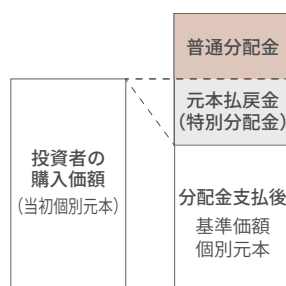 普通分配金
元本払戻金
(特別分配金)
投資者の
購入価額
(当初個別元本)
分配金支払後
基準価額
個別元本